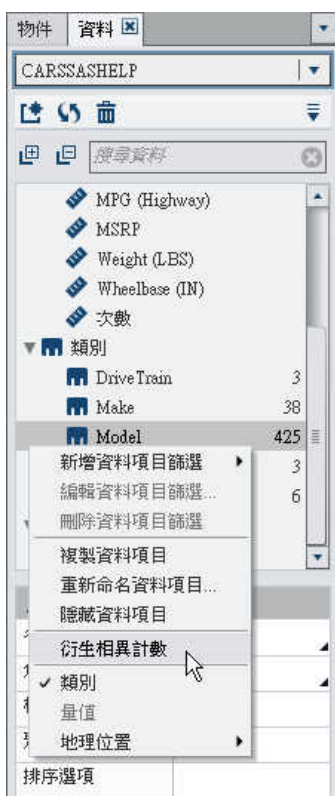 物件 資料
CARSSASHELP
搜尋資料
MPG (Highway)
MSRP
Weight (LBS)
Wheelbase (IN)
次數
類別
DriveTrain 3
Make 38
Model 425
新增資料項目篩選 3
編輯資料項目篩選... 6
刪除資料項目篩選
複製資料項目
重新命名資料項目...
隱藏資料項目
衍生相異計數
類別
量值
地理位置
排序選項